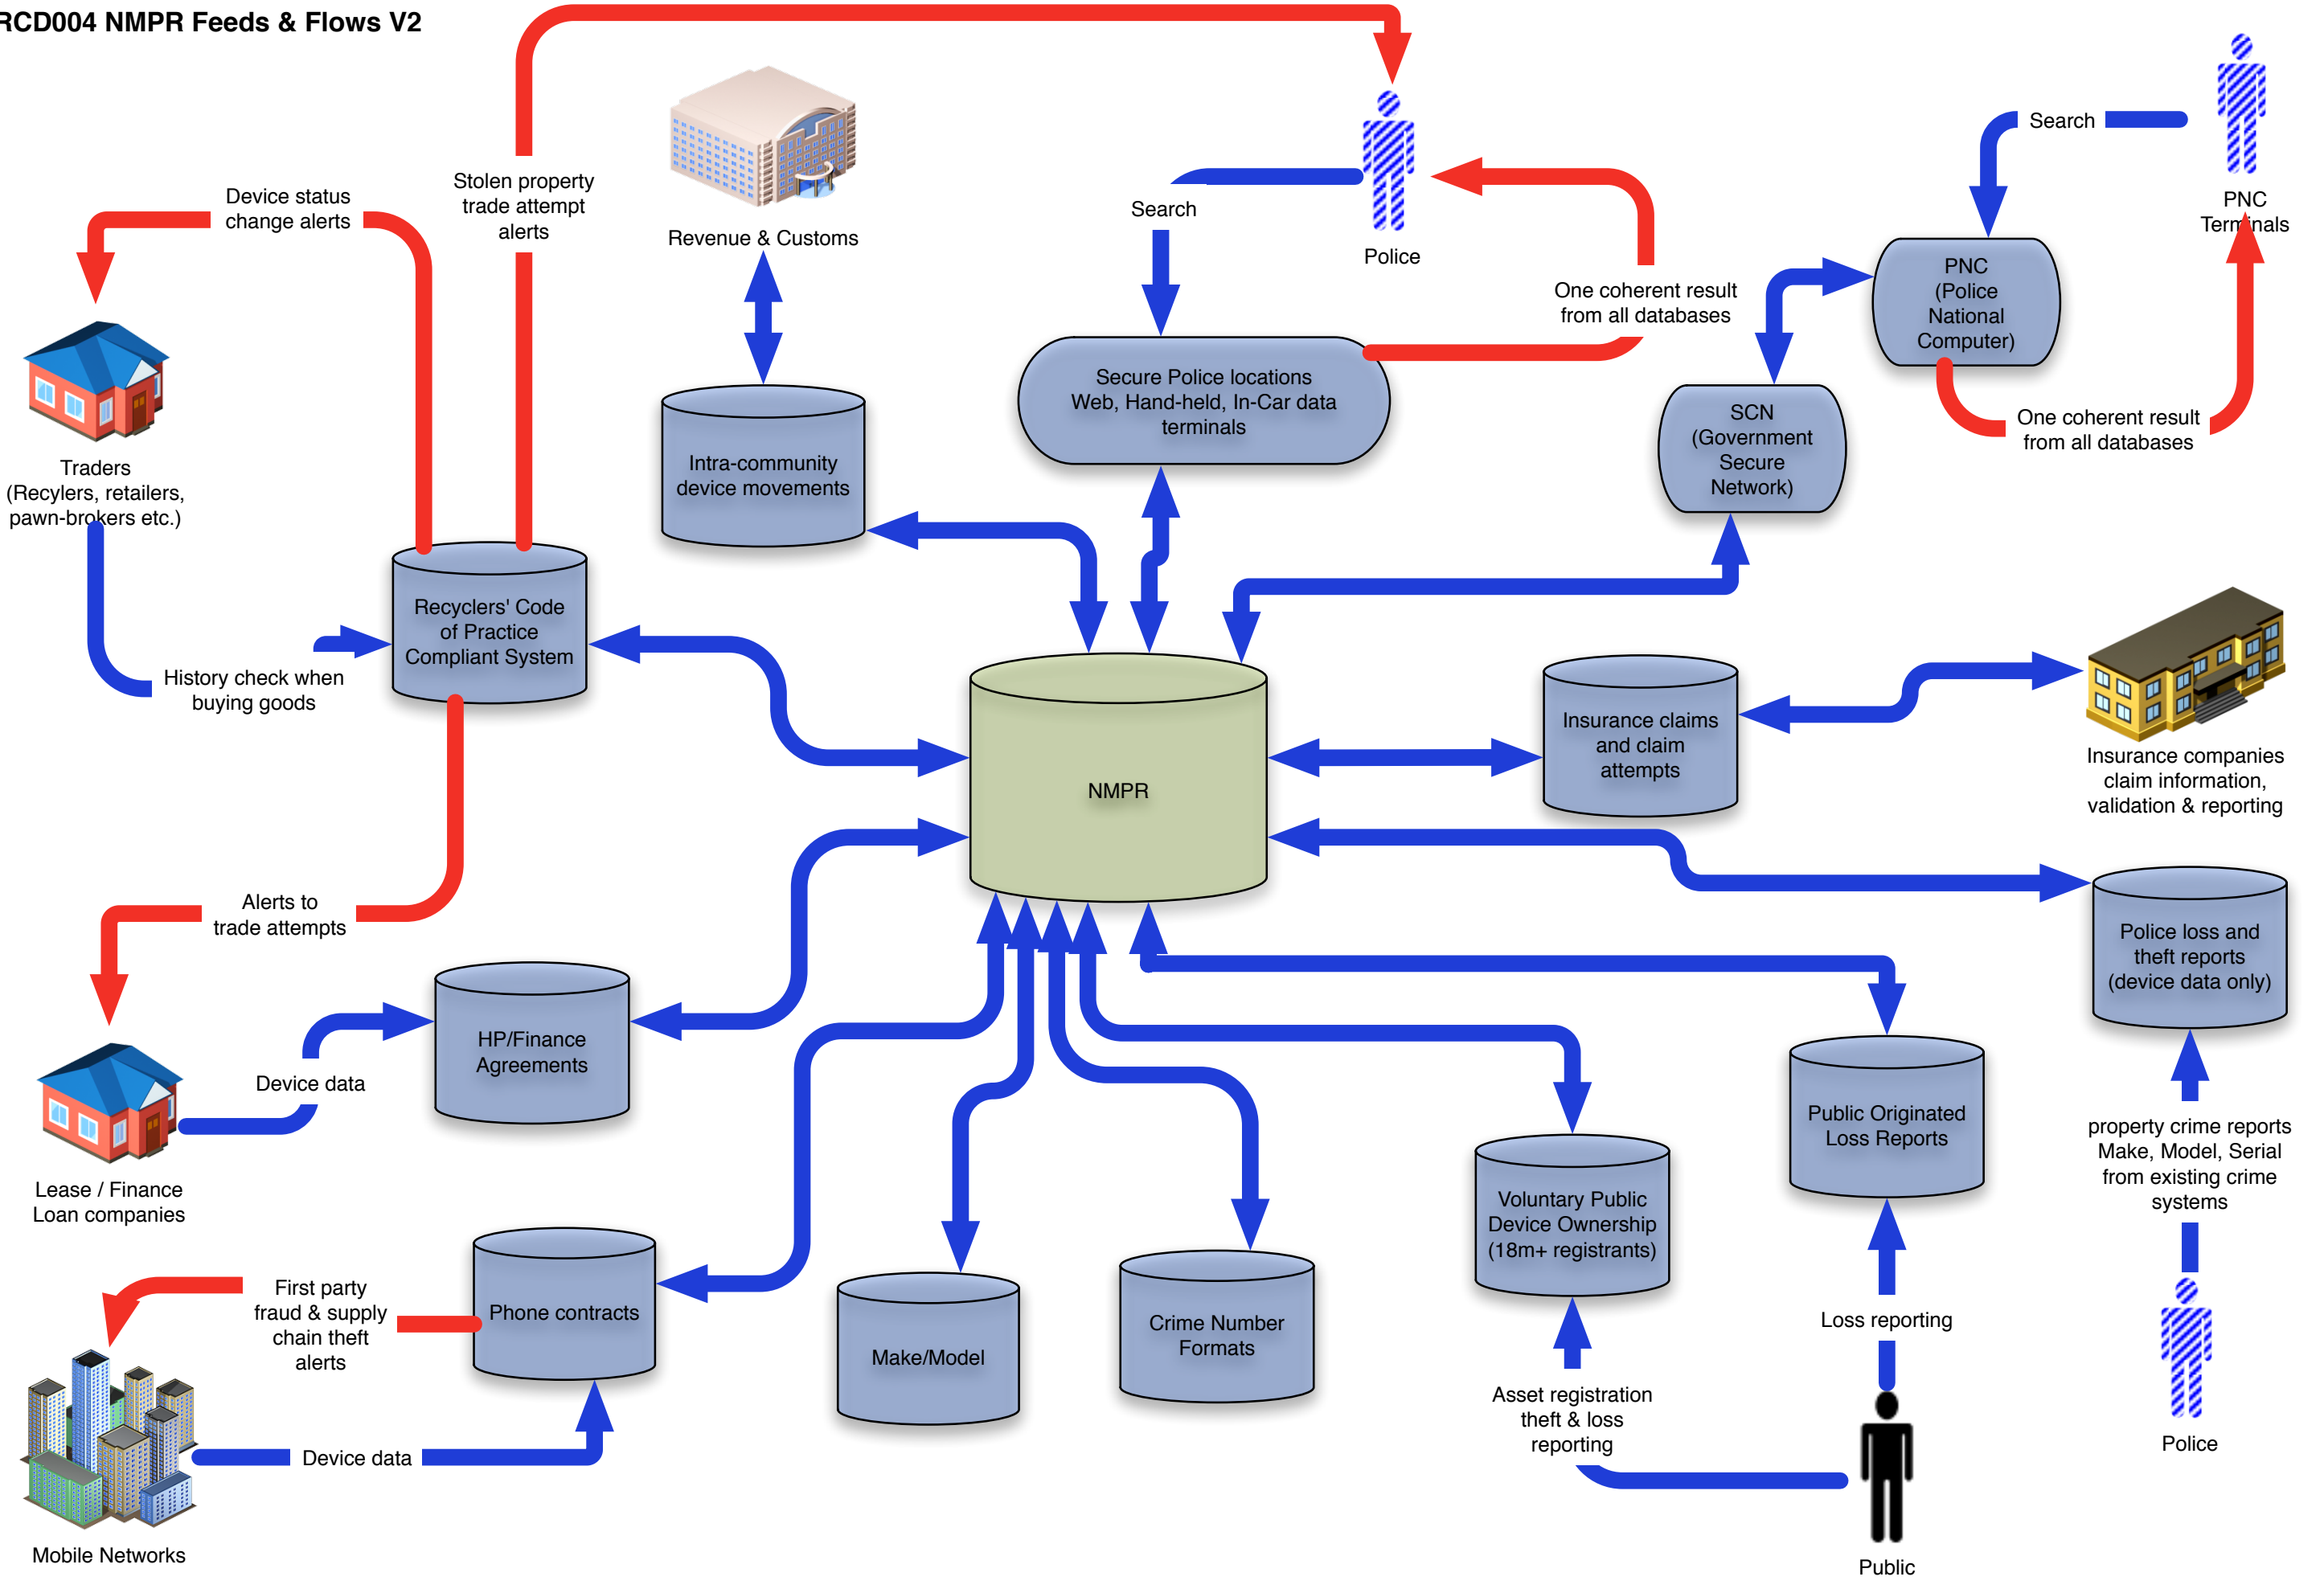 RCD004 NMPR Feeds & Flows V2
Search
PNC
Terminals
Device status
change alerts
Stolen property
trade attempt
alerts
Revenue & Customs
Search
Police
One coherent result
from all databases
PNC
(Police
National
Computer)
One coherent result
from all databases
Secure Police locations
Web, Hand-held, In-Car data
terminals
SCN
(Government
Secure
Network)
Intra-community
device movements
Traders
(Recylers, retailers,
pawn-brokers etc.)
Recyclers' Code
of Practice
Compliant System
History check when
buying goods
NMPR
Insurance claims
and claim
attempts
Insurance companies
claim information,
validation & reporting
Alerts to
trade attempts
Police loss and
theft reports
(device data only)
HP/Finance
Agreements
Device data
Lease / Finance
Loan companies
Public Originated
Loss Reports
property crime reports
Make, Model, Serial
from existing crime
systems
Voluntary Public
Device Ownership
(18m+ registrants)
First party
fraud & supply
chain theft
alerts
Phone contracts
Make/Model
Crime Number
Formats
Loss reporting
Asset registration
theft & loss
reporting
Police
Device data
Mobile Networks
Public